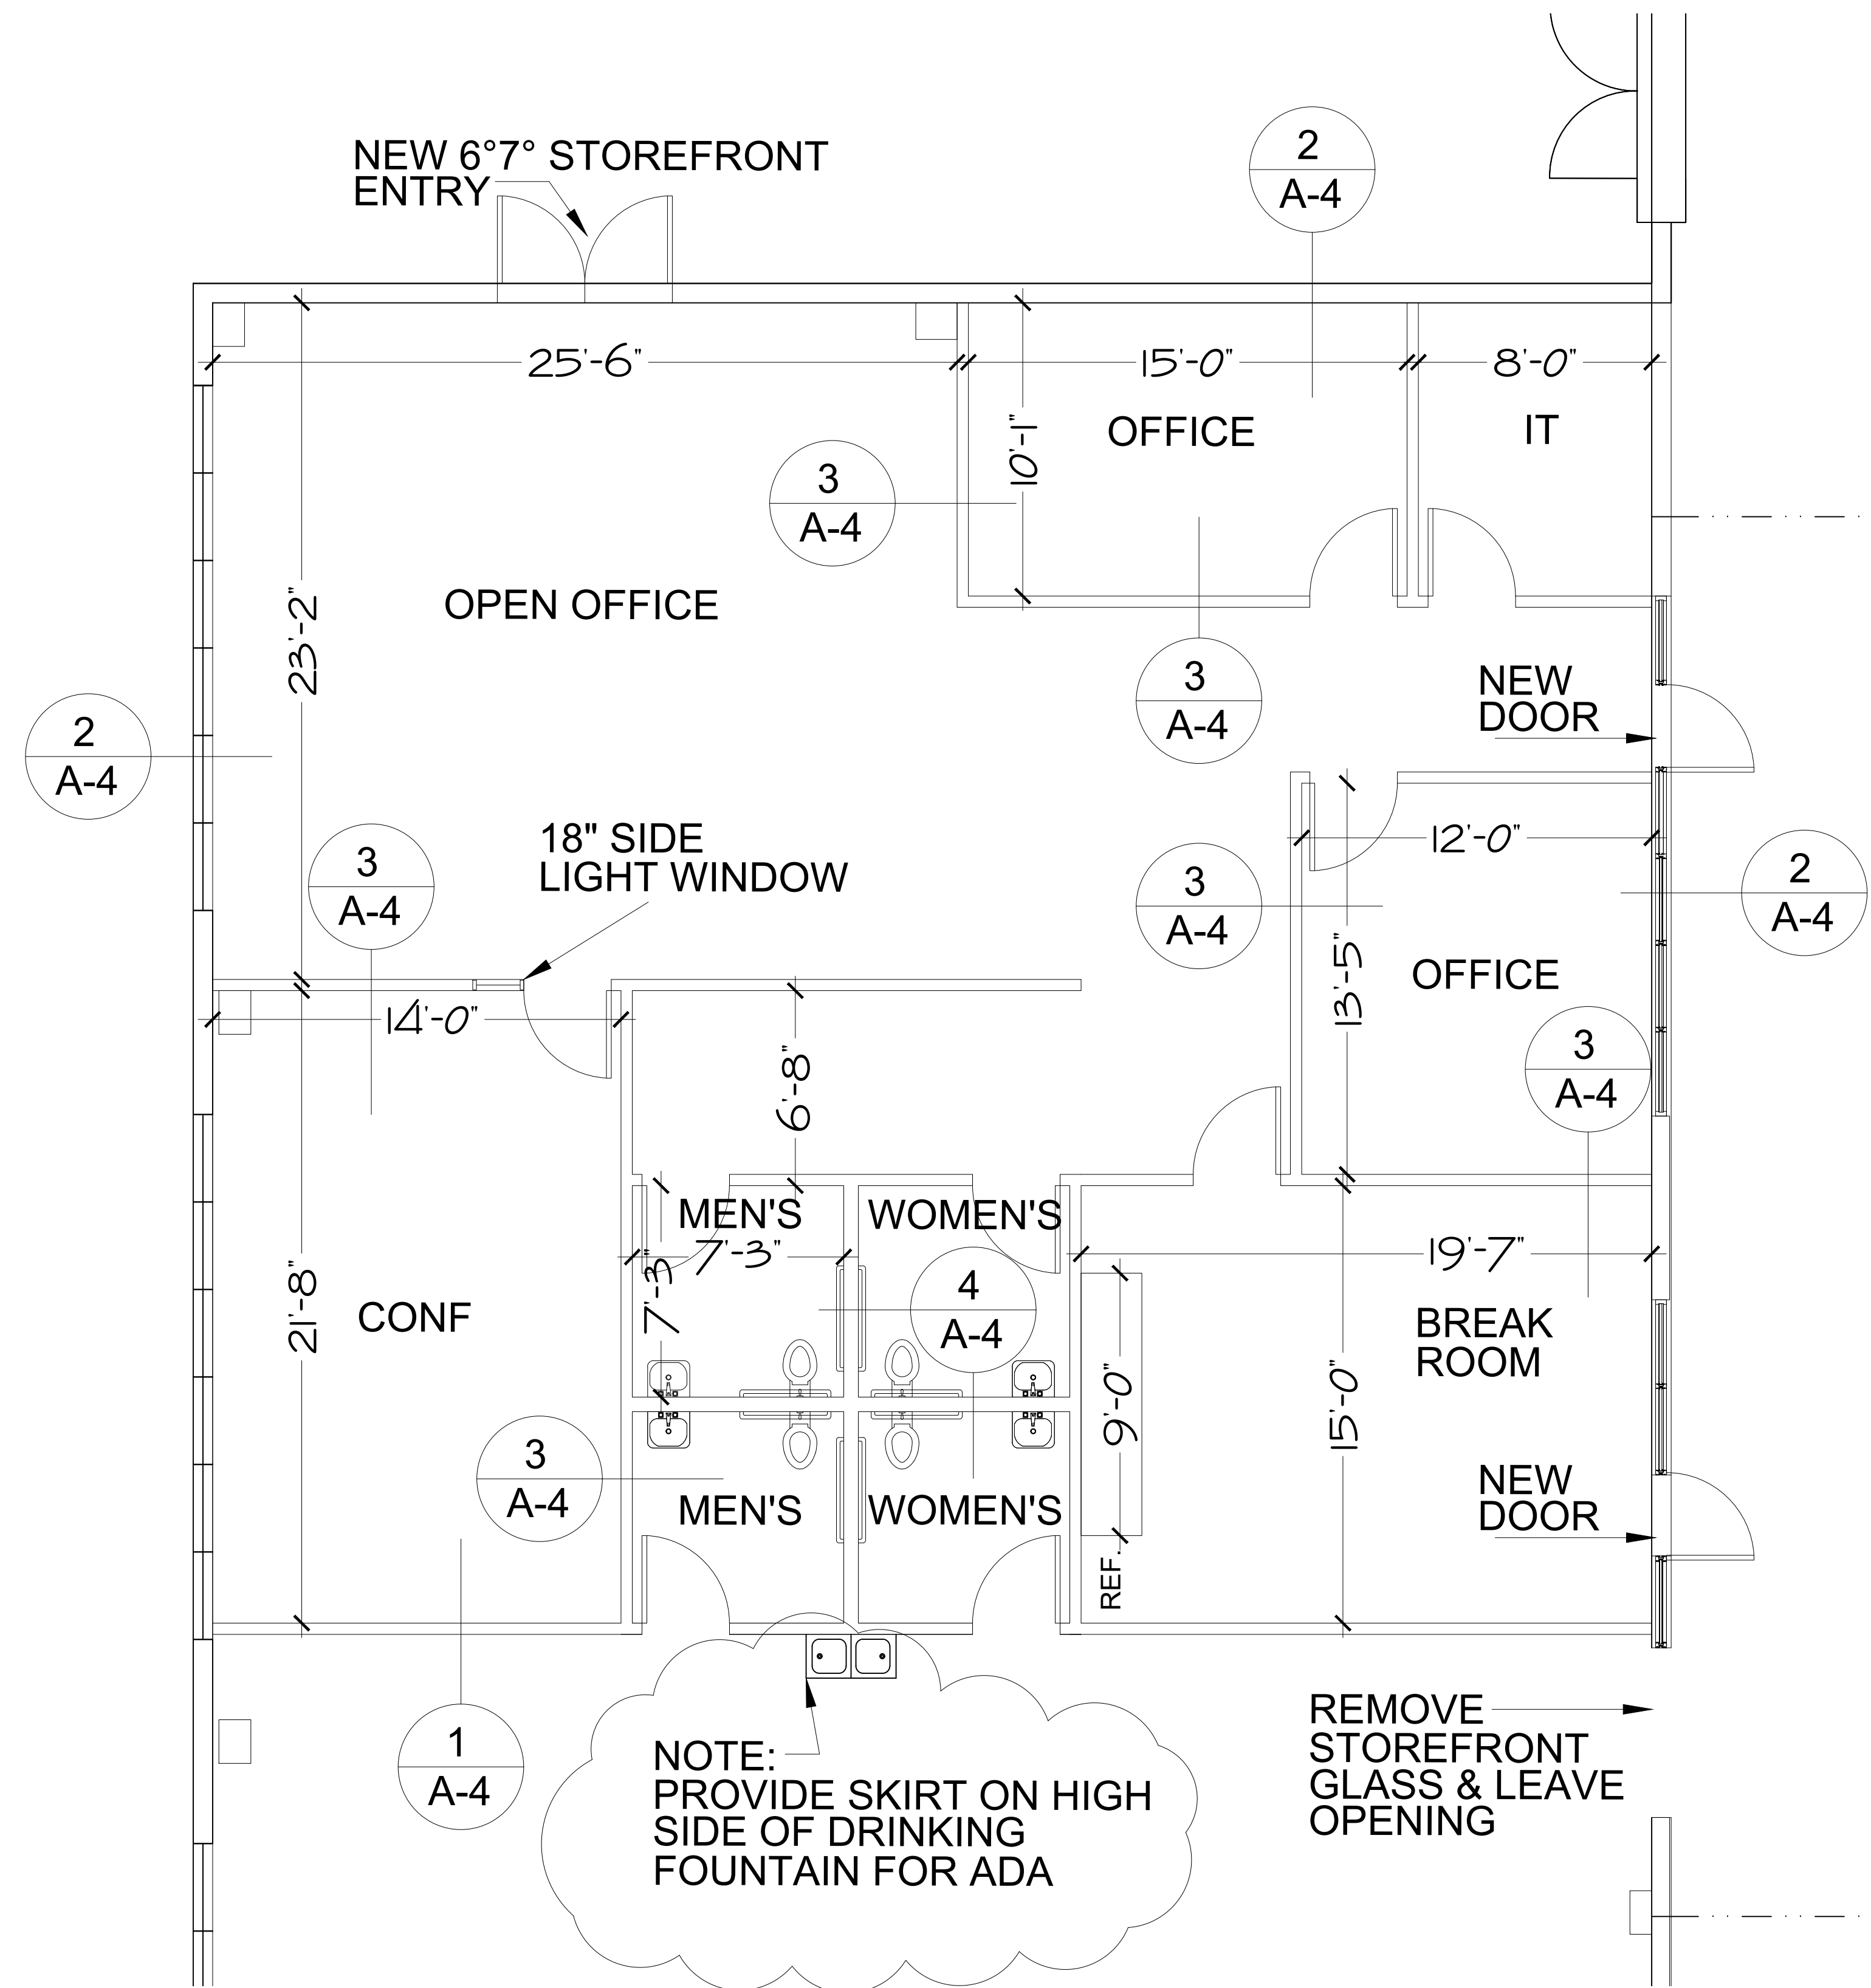 NEW 6°7° STOREFRONT
ENTRY
2
A-4
25'-6"
15'-0"
8'-0"
10'-1"
OFFICE
IT
3
A-4
23'-2"
OPEN OFFICE
3
A-4
NEW
DOOR
2
A-4
18" SIDE
LIGHT WINDOW
3
A-4
12'-0"
3
A-4
2
A-4
13'-5"
OFFICE
14'-0"
6'-8"
3
A-4
MEN'S
WOMEN'S
7'-3"
7'-3"
19'-7"
21'-8"
CONF
4
A-4
BREAK
ROOM
9'-0"
15'-0"
3
A-4
MEN'S
WOMEN'S
NEW
DOOR
REF.
1
A-4
NOTE:
PROVIDE SKIRT ON HIGH
SIDE OF DRINKING
FOUNTAIN FOR ADA
REMOVE
STOREFRONT
GLASS & LEAVE
OPENING